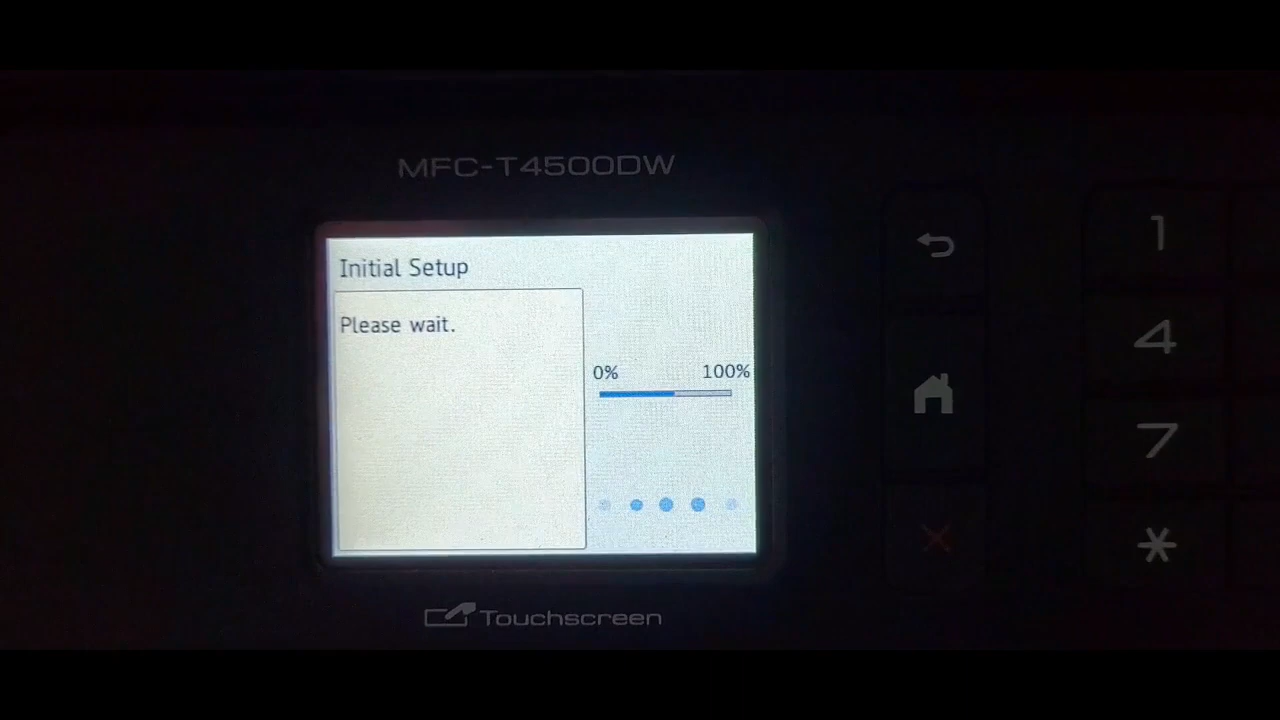 MFC-T4500DW
Initial Setup
Please wait.
0% 100%
Touchscreen
1
4
7
*